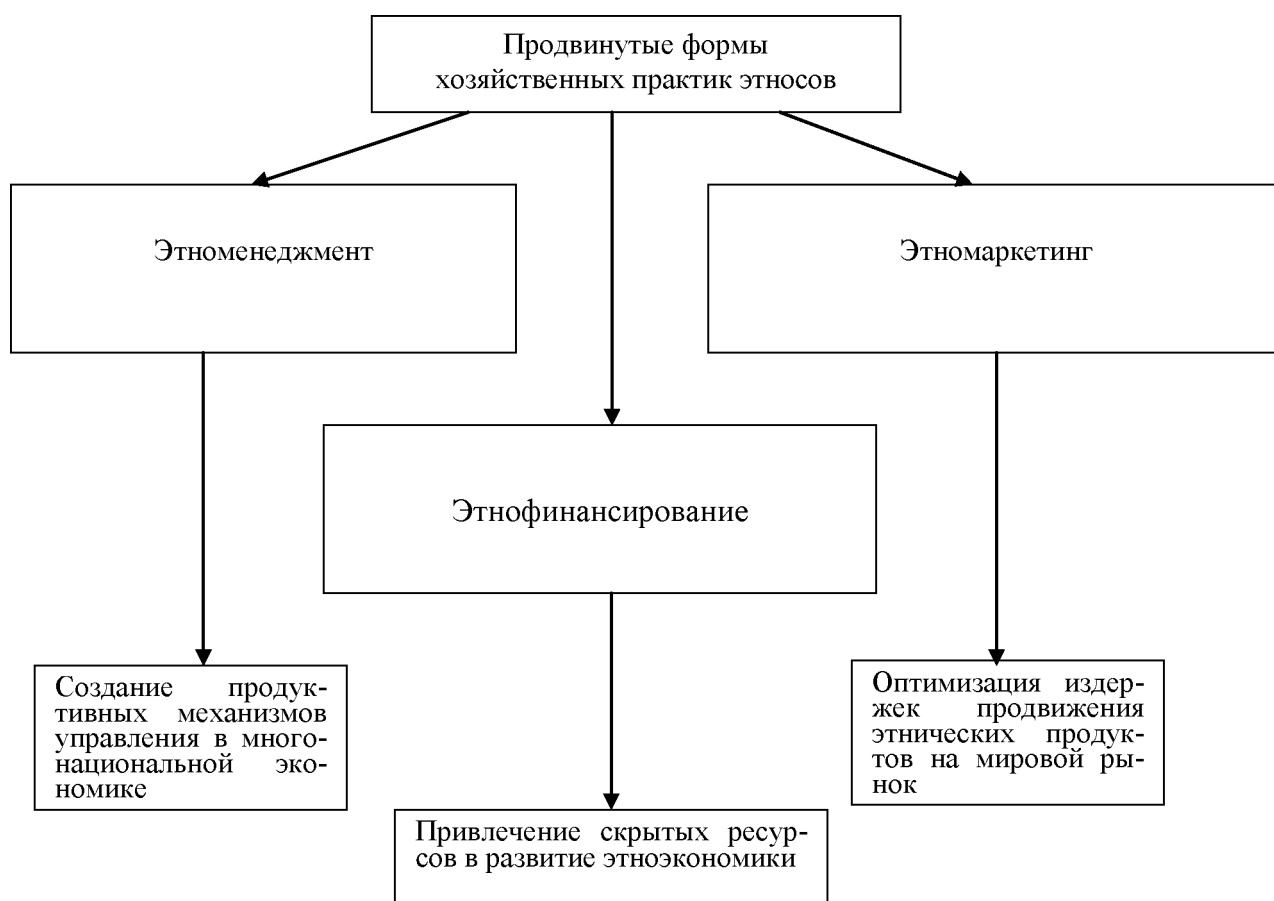 Продвинутые формы
хозяйственных практик этносов
Этноменеджмент
Этномаркетинг
Этнофинансирование
Создание продук-
тивных механизмов
управления в много-
национальной эко-
номике
Оптимизация издер-
жек продвижения
этнических продук-
тов на мировой ры-
нок
Привлечение скрытых ресур-
сов в развитие этноэкономики